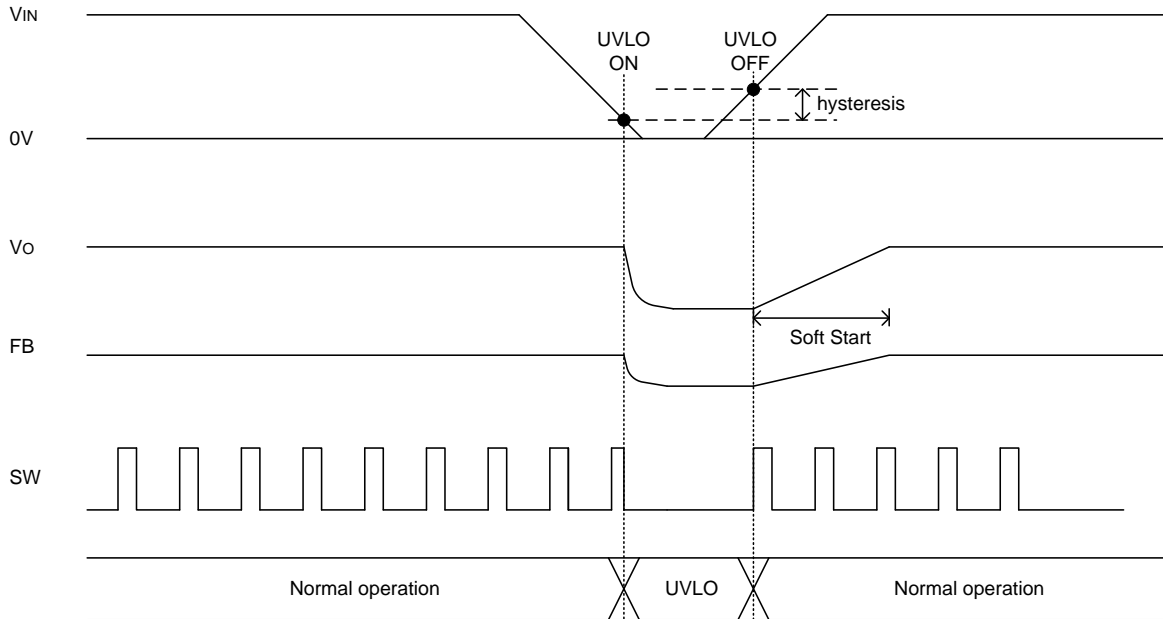 VIN
UVLO
ON
UVLO
OFF
hysteresis
0V
VO
Soft Start
FB
SW
Normal operation
UVLO
Normal operation